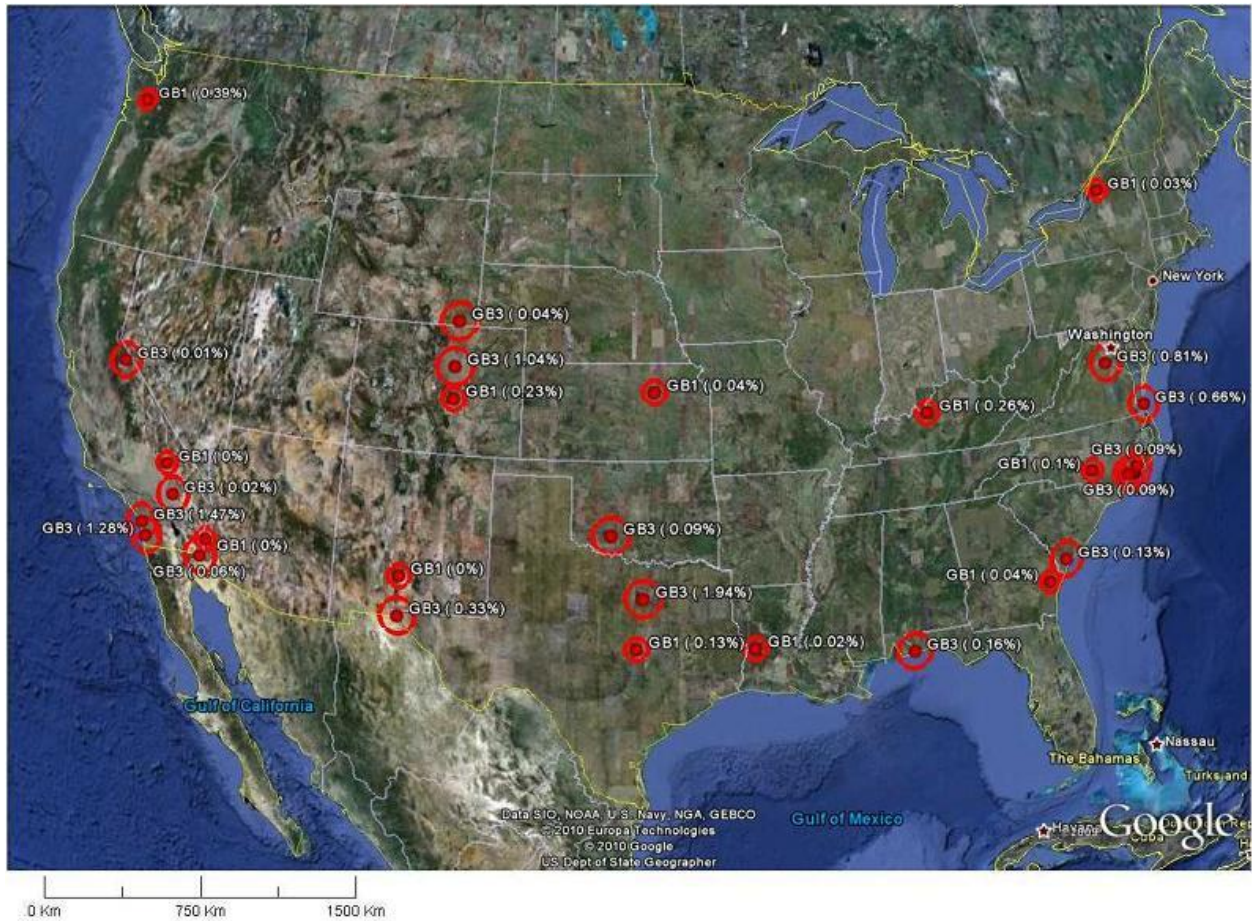 GB1 ( 0.39%)
GB1 ( 0.03%)
New York
GB3 ( 0.04%)
Washington
GB3 ( 0.01%)
GB3 ( 1.04%)
GB3 ( 0.81%)
GB1 ( 0.23%)
GB1 ( 0.04%)
GB3 ( 0.66%)
GB1 ( 0.26%)
GB1 ( 0%)
GB3 ( 0.09%)
GB1 ( 0.1%)
GB3 ( 0.02%)
GB3 ( 0.09%)
GB3 ( 1.47%)
GB3 ( 1.28%)
GB3 ( 0.09%)
GB1 ( 0%)
GB3 ( 0.06%)
GB3 ( 0.13%)
GB1 ( 0%)
GB1 ( 0.04%)
GB3 ( 1.94%)
GB3 ( 0.33%)
GB1 ( 0.13%)
GB1 ( 0.02%)
GB3 ( 0.16%)
Gulf of California
Nassau
The Bahamas
Turks and
Data SIO, NOAA, U.S. Navy, NGA, GEBCO
© 2010 Europa Technologies
© 2010 Google
US Dept of State Geographer
Gulf of Mexico
Google
Cuba
0 Km
750 Km
1500 Km